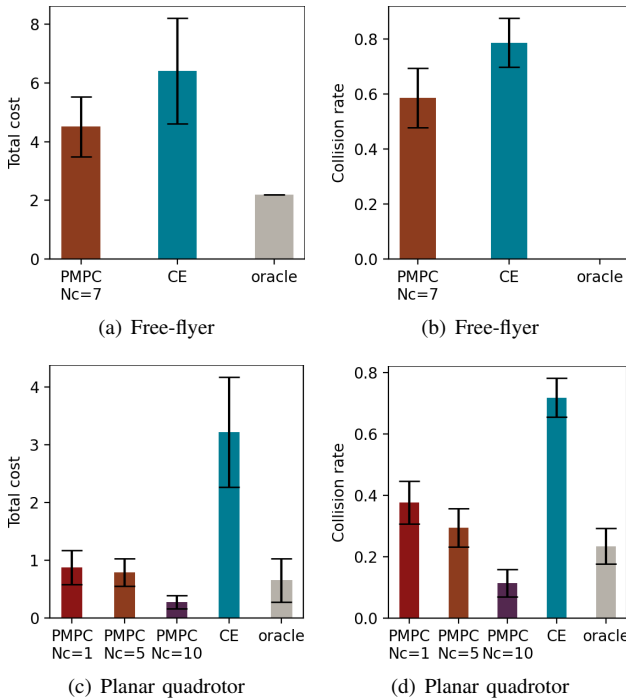 8
6
4
2
0
Total cost
PMPC
Nc=7
CE
oracle
(a) Free-flyer
0.8
0.6
0.4
0.2
0.0
Collision rate
PMPC
Nc=7
CE
oracle
(b) Free-flyer
4
3
2
1
0
Total cost
PMPC PMPC PMPC CE oracle
Nc=1 Nc=5 Nc=10
(c) Planar quadrotor
0.8
0.6
0.4
0.2
0.0
Collision rate
PMPC PMPC PMPC CE oracle
Nc=1 Nc=5 Nc=10
(d) Planar quadrotor